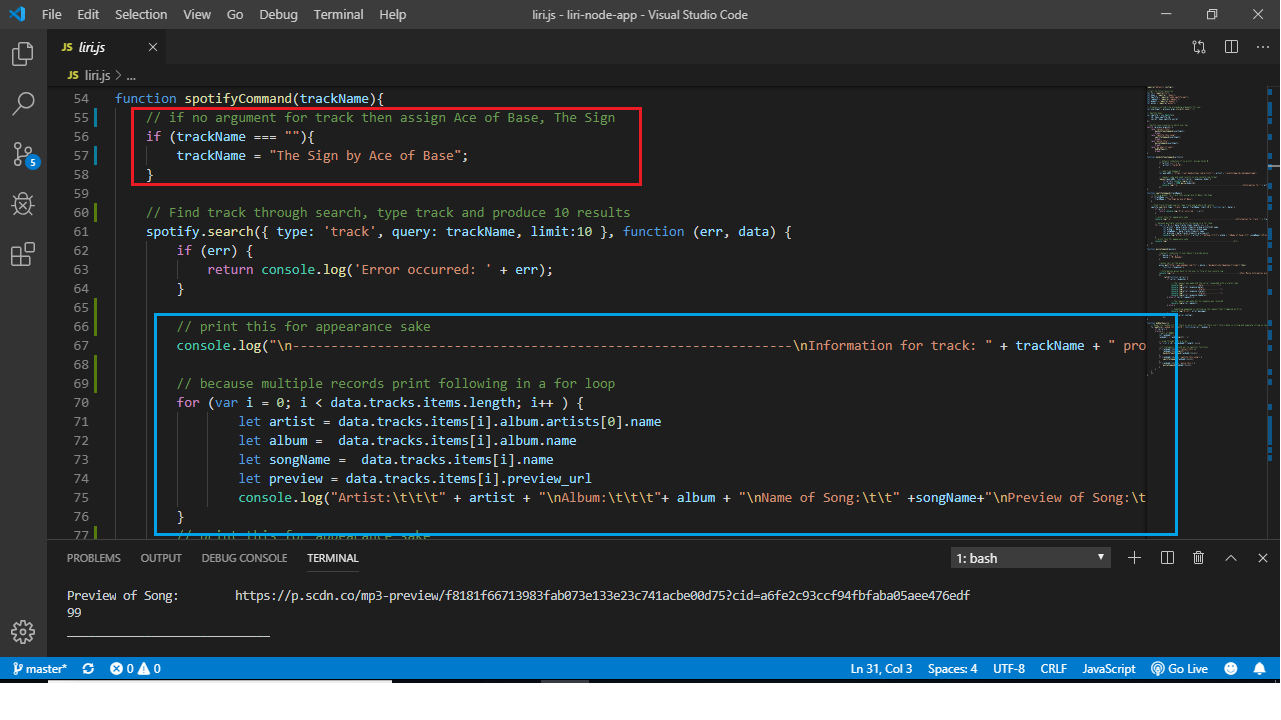 File Edit Selection View Go Debug Terminal Help liri.js - liri-node-app - Visual Studio Code
JS liri.js
JS liri.js > ...
54 function spotifyCommand(trackName){
55 // if no argument for track then assign Ace of Base, The Sign
56 if (trackName === ""){
57 trackName = "The Sign by Ace of Base";
58 }
59
60 // Find track through search, type track and produce 10 results
61 spotify.search({ type: 'track', query: trackName, limit:10 }, function (err, data) {
62 if (err) {
63 return console.log('Error occurred: ' + err);
64 }
65
66 // print this for appearance sake
67 console.log("\n-----------------------------------------------------------------\nInformation for track: " + trackName + " pro
68
69 // because multiple records print following in a for loop
70 for (var i = 0; i < data.tracks.items.length; i++ ) {
71 let artist = data.tracks.items[i].album.artists[0].name
72 let album =  data.tracks.items[i].album.name
73 let songName =  data.tracks.items[i].name
74 let preview = data.tracks.items[i].preview_url
75 console.log("Artist:\t\t\t" + artist + "\nAlbum:\t\t\t"+ album + "\nName of Song:\t\t" +songName+"\nPreview of Song:\t
76 }
77 // print this for appearance sake
5
PROBLEMS OUTPUT DEBUG CONSOLE TERMINAL 1: bash
Preview of Song: https://p.scdn.co/mp3-preview/f8181f66713983fab073e133e23c741acbe00d75?cid=a6fe2c93ccf94fbfaba05aee476edf
99
_____________________________
master* 0 0 Ln 31, Col 3 Spaces: 4 UTF-8 CRLF JavaScript Go Live